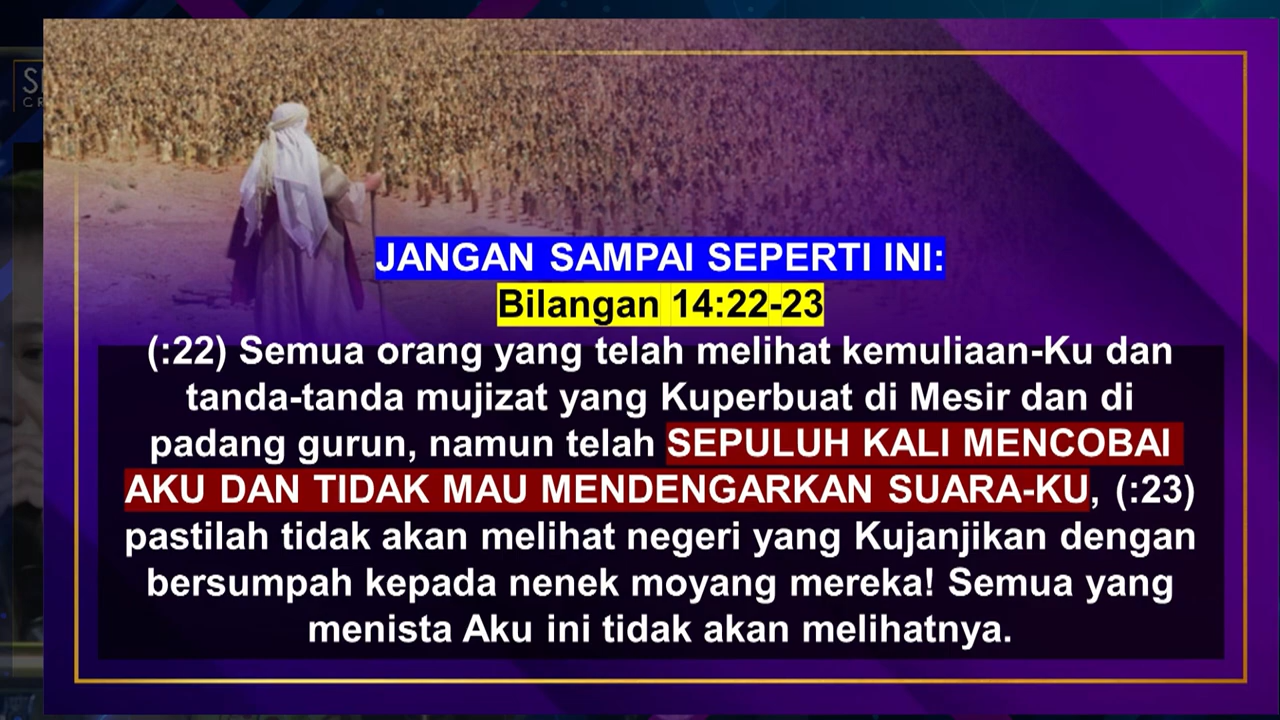 JANGAN SAMPAI SEPERTI INI:
Bilangan 14:22-23
(:22) Semua orang yang telah melihat kemuliaan-Ku dan
tanda-tanda mujizat yang Kuperbuat di Mesir dan di
padang gurun, namun telah SEPULUH KALI MENCOBAI
AKU DAN TIDAK MAU MENDENGARKAN SUARA-KU, (:23)
pastilah tidak akan melihat negeri yang Kujanjikan dengan
bersumpah kepada nenek moyang mereka! Semua yang
menista Aku ini tidak akan melihatnya.